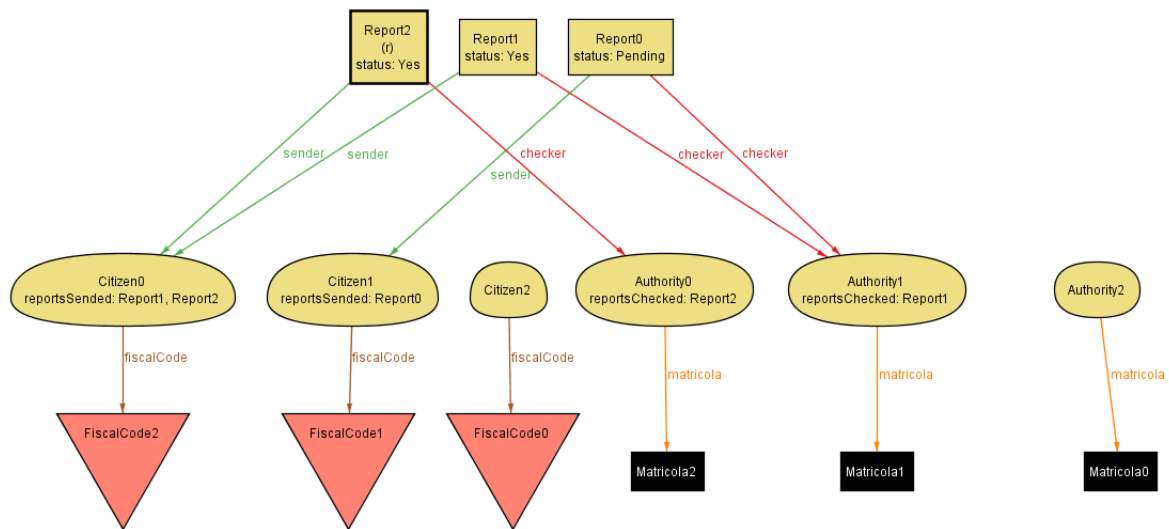 Report2
(r)
status: Yes
Report1
status: Yes
Report0
status: Pending
sender
sender
sender
checker
checker
checker
Citizen0
reportsSended: Report1, Report2
Citizen1
reportsSended: Report0
Citizen2
Authority0
reportsChecked: Report2
Authority1
reportsChecked: Report1
Authority2
fiscalCode
fiscalCode
fiscalCode
matricola
matricola
matricola
FiscalCode2
FiscalCode1
FiscalCode0
Matricola2
Matricola1
Matricola0